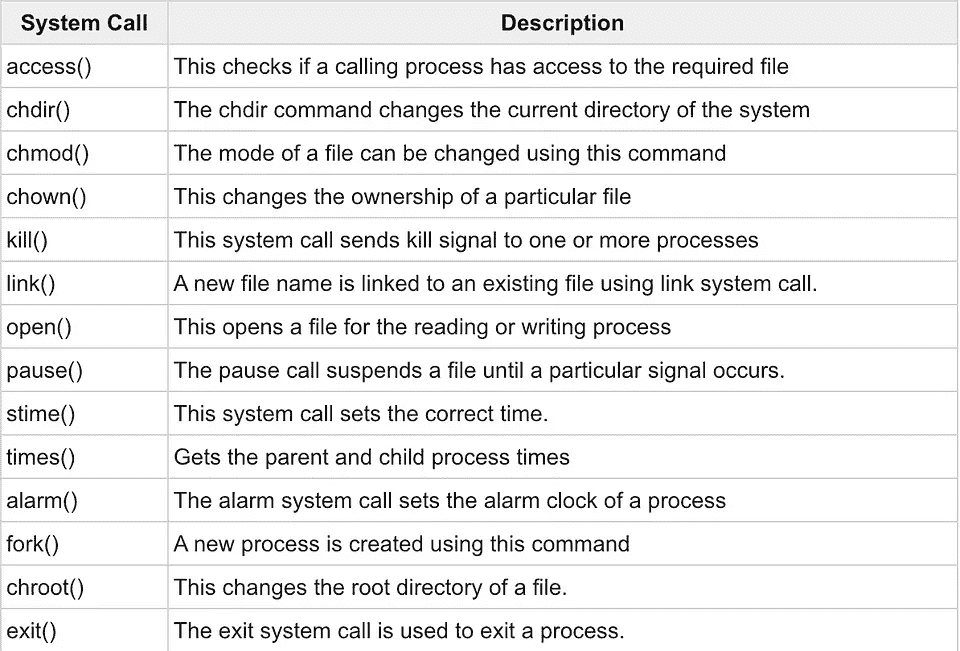 System Call Description
access() This checks if a calling process has access to the required file
chdir() The chdir command changes the current directory of the system
chmod() The mode of a file can be changed using this command
chown() This changes the ownership of a particular file
kill() This system call sends kill signal to one or more processes
link() A new file name is linked to an existing file using link system call.
open() This opens a file for the reading or writing process
pause() The pause call suspends a file until a particular signal occurs.
stime() This system call sets the correct time.
times() Gets the parent and child process times
alarm() The alarm system call sets the alarm clock of a process
fork() A new process is created using this command
chroot() This changes the root directory of a file.
exit() The exit system call is used to exit a process.